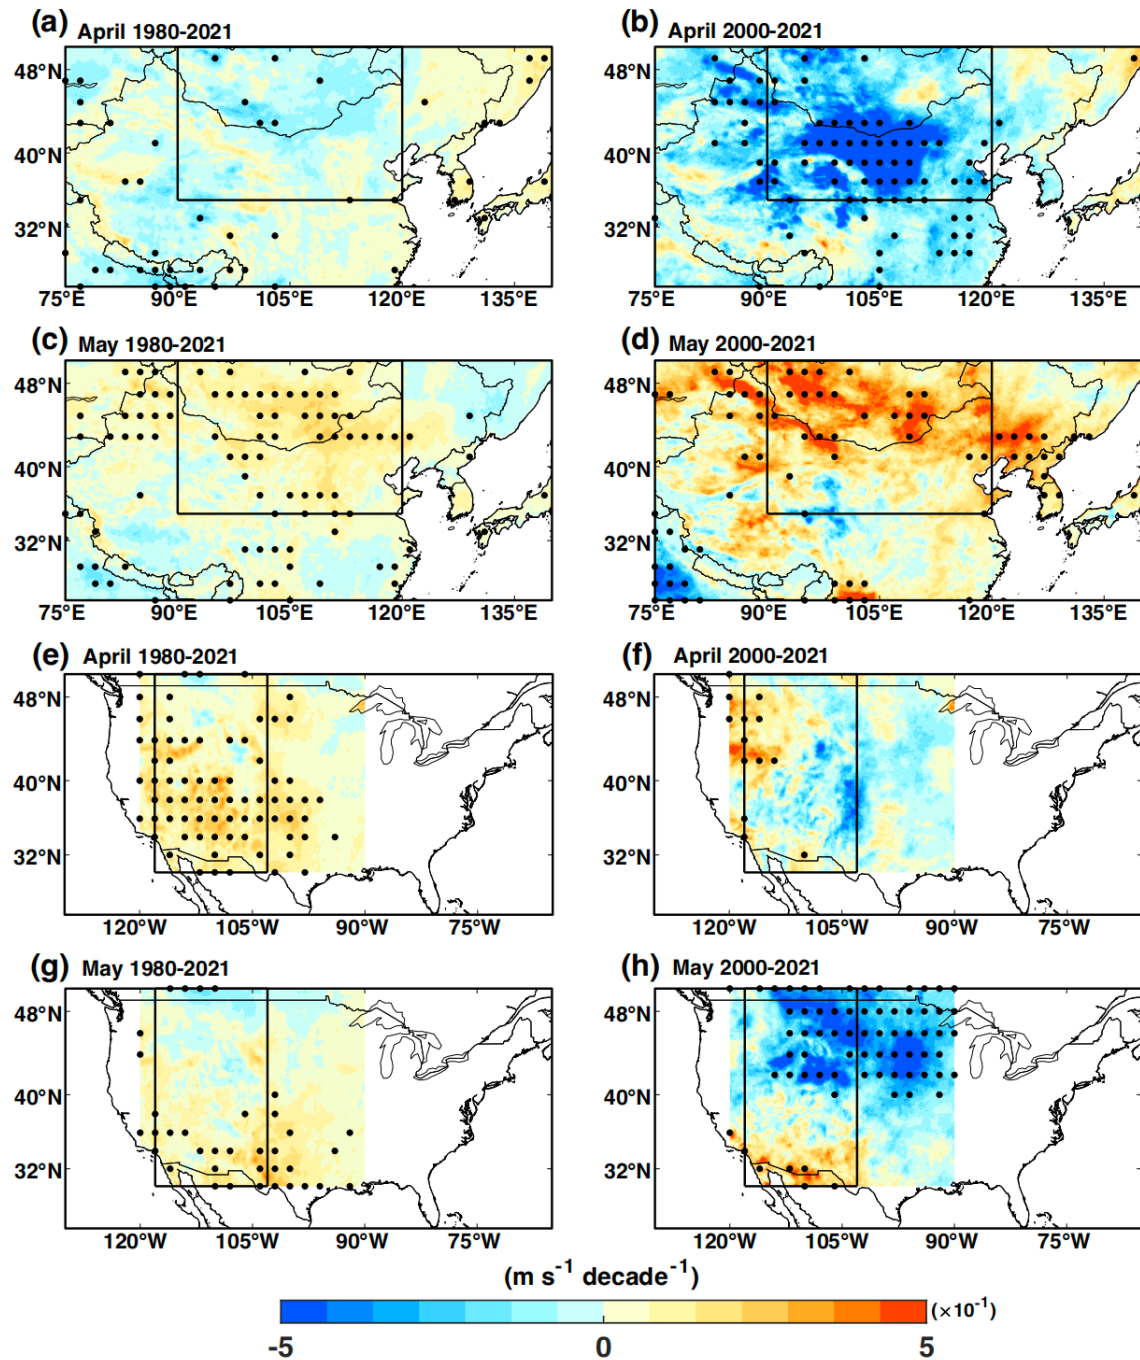 (a) April 1980-2021
(b) April 2000-2021
48°N
40°N
32°N
75°E 90°E 105°E 120°E 135°E
48°N
40°N
32°N
75°E 90°E 105°E 120°E 135°E
(c) May 1980-2021
(d) May 2000-2021
48°N
40°N
32°N
75°E 90°E 105°E 120°E 135°E
48°N
40°N
32°N
75°E 90°E 105°E 120°E 135°E
(e) April 1980-2021
(f) April 2000-2021
48°N
40°N
32°N
120°W 105°W 90°W 75°W
48°N
40°N
32°N
120°W 105°W 90°W 75°W
(g) May 1980-2021
(h) May 2000-2021
48°N
40°N
32°N
120°W 105°W 90°W 75°W
48°N
40°N
32°N
120°W 105°W 90°W 75°W
(m s⁻¹ decade⁻¹)
(×10⁻¹)
-5 0 5